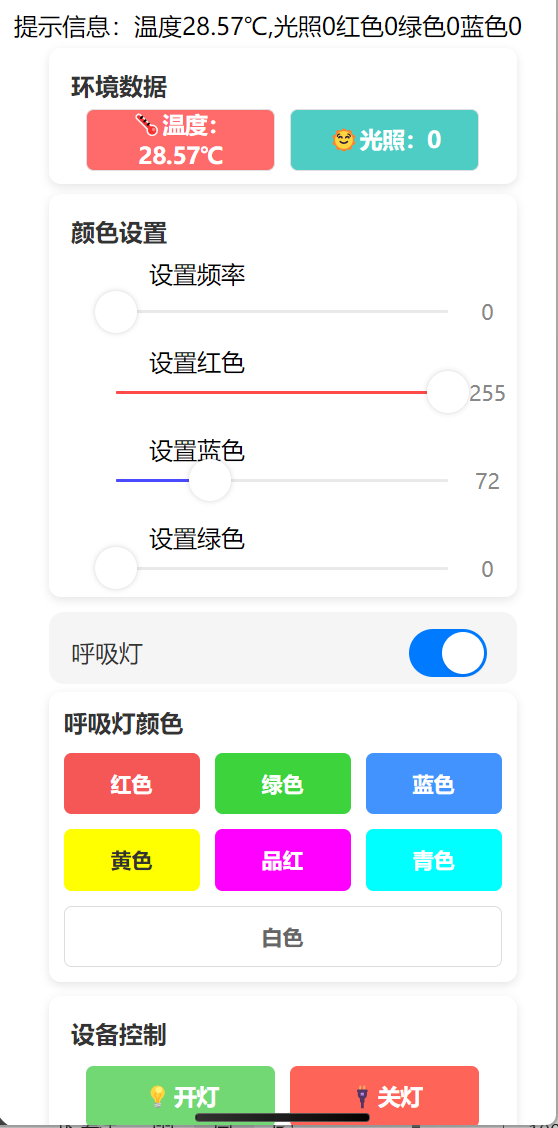 提示信息：温度28.57℃,光照0红色0绿色0蓝色0
环境数据
温度：
28.57℃
光照：0
颜色设置
设置频率
0
设置红色
255
设置蓝色
72
设置绿色
0
呼吸灯
呼吸灯颜色
红色 绿色 蓝色
黄色 品红 青色
白色
设备控制
开灯 关灯